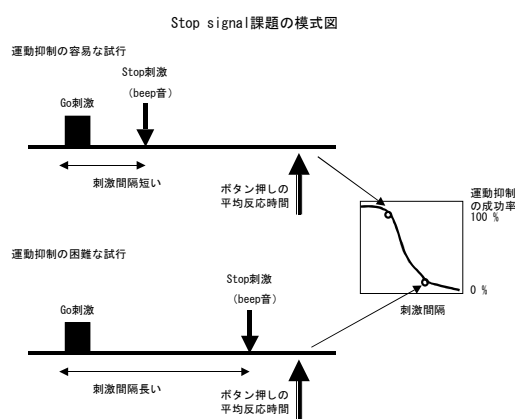 Stop signal課題の模式図
運動抑制の容易な試行
Stop刺激
（beep音）
Go刺激
刺激間隔短い
ボタン押しの
平均反応時間
運動抑制
の成功率
100 %
0 %
刺激間隔
運動抑制の困難な試行
Stop刺激
（beep音）
Go刺激
刺激間隔長い
ボタン押しの
平均反応時間